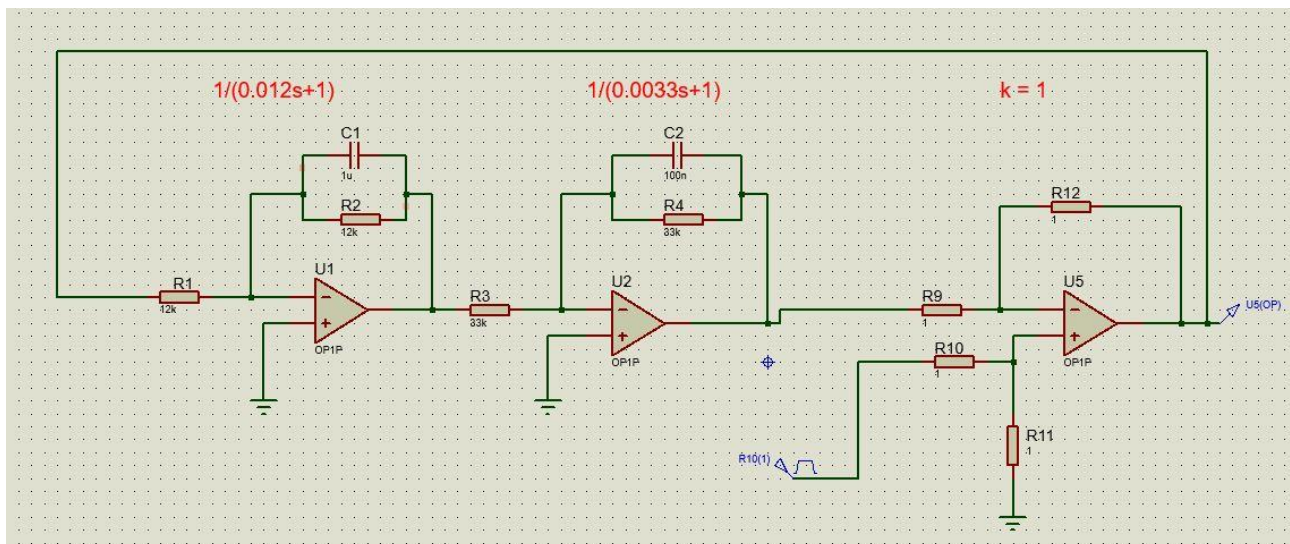 1/(0.012s+1)
1/(0.0033s+1)
k = 1
C1
1u
R2
12k
C2
100n
R4
33k
R12
1
R1
12k
U1
OP1P
R3
33k
U2
OP1P
R9
1
R10
1
U5
OP1P
U5(OP)
R11
1
R10(1)